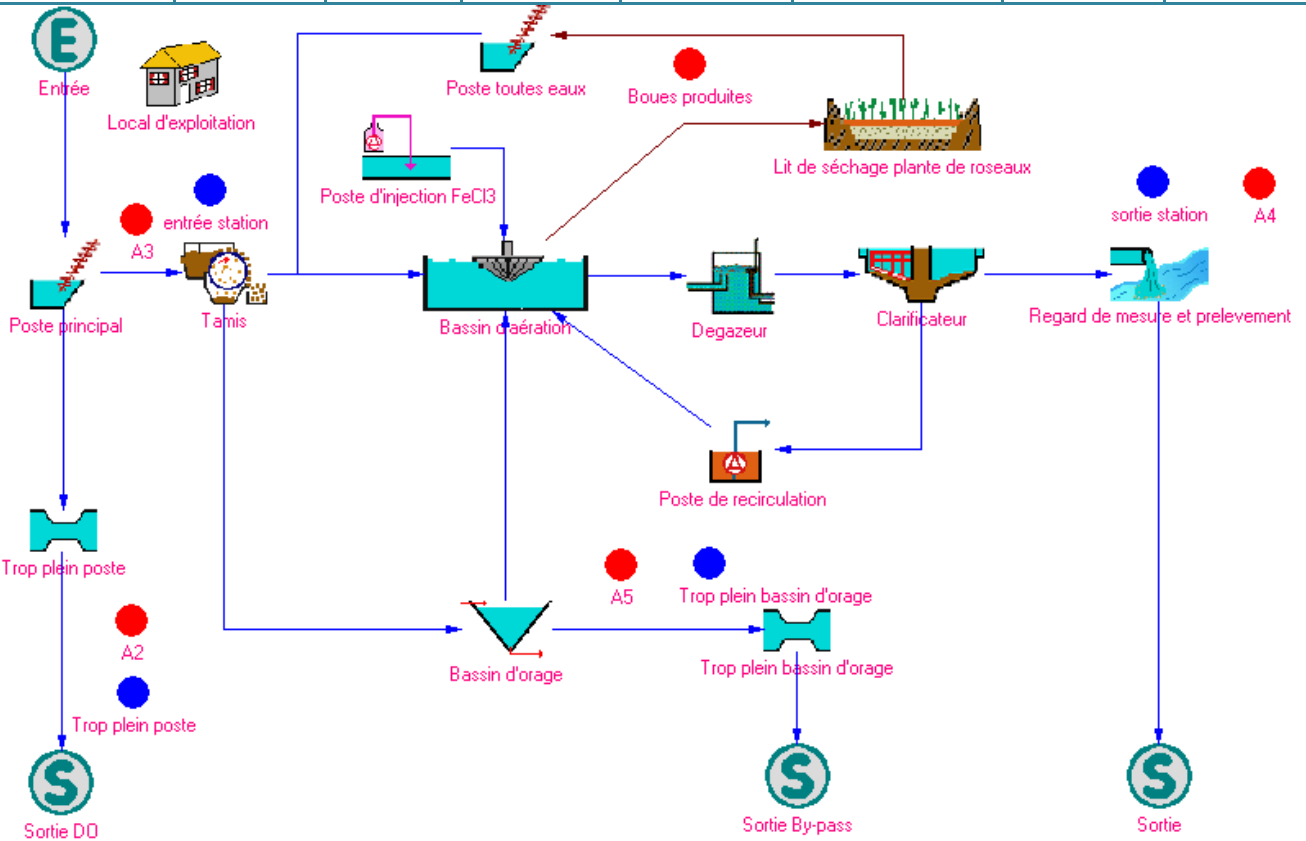 E
Entrée
Local d'exploitation
Poste toutes eaux
Boues produites
Lit de séchage plante de roseaux
Poste d'injection FeCl3
entrée station
A3
sortie station
A4
Poste principal
Tamis
Bassin d'aération
Degazeur
Clarificateur
Regard de mesure et prelevement
Poste de recirculation
Trop plein poste
A2
Trop plein poste
A5
Trop plein bassin d'orage
Bassin d'orage
Trop plein bassin d'orage
S
Sortie DO
S
Sortie By-pass
S
Sortie